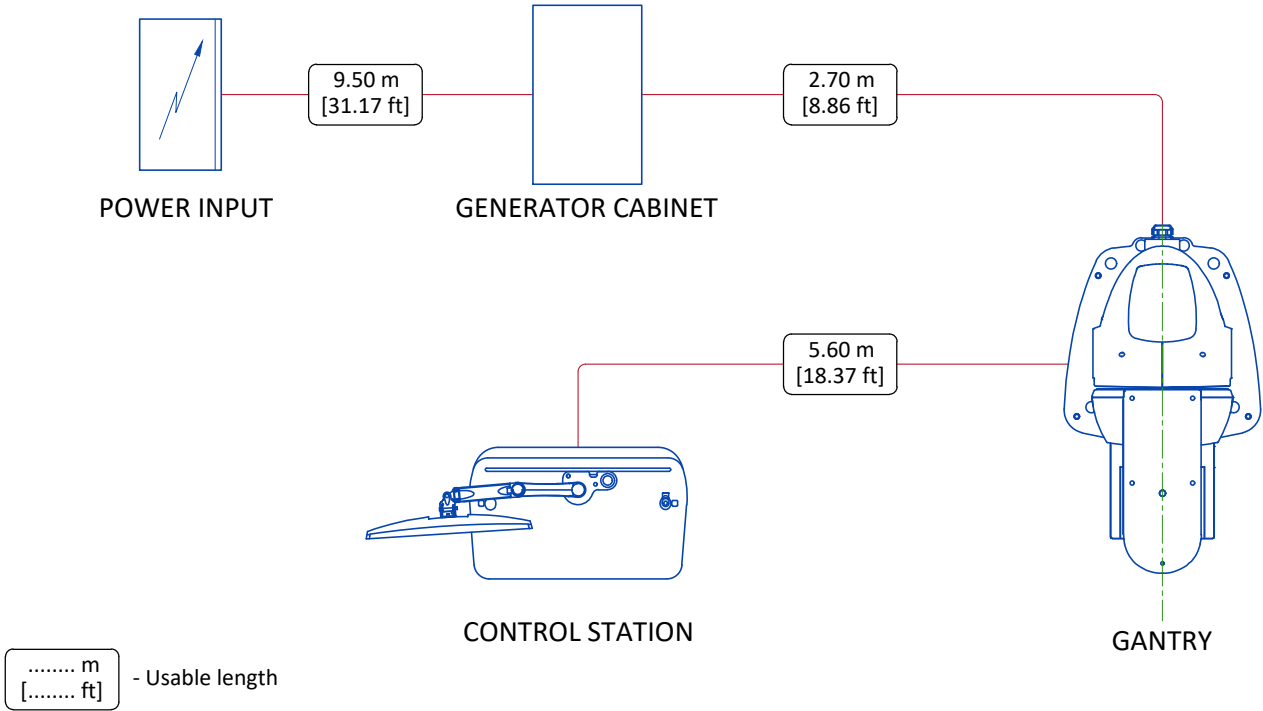 9.50 m
[31.17 ft]
2.70 m
[8.86 ft]
POWER INPUT
GENERATOR CABINET
5.60 m
[18.37 ft]
CONTROL STATION
GANTRY
........ m
[........ ft]
- Usable length